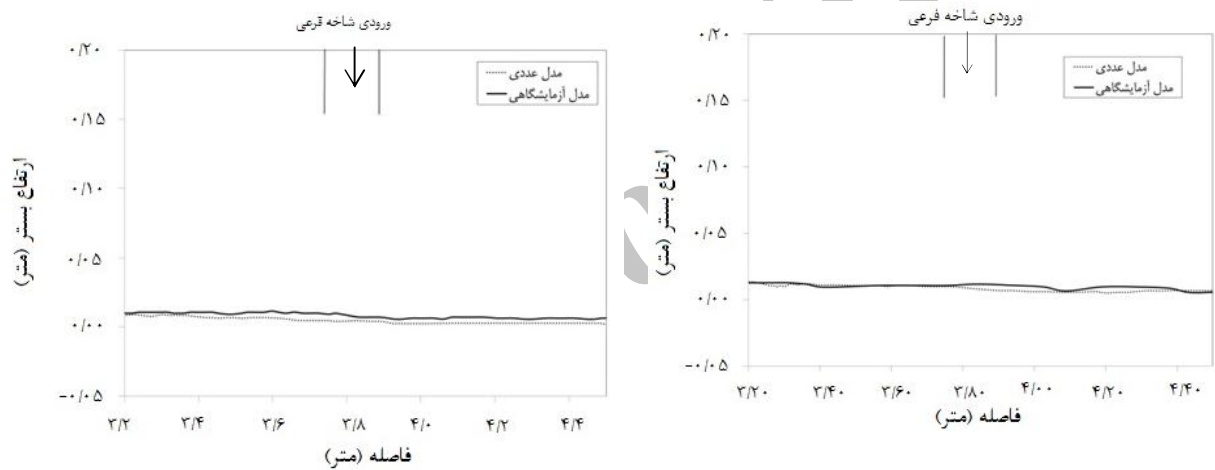 ورودی شاخه قرعی
۰/۲۰
۰/۱۵
۰/۱۰
۰/۰۵
۰/۰۰
-۰/۰۵
مدل عددی
مدل آزمایشگاهی
ارتفاع بستر (متر)
۳/۲ ۳/۴ ۳/۶ ۳/۸ ۴/۰ ۴/۲ ۴/۴
فاصله (متر)
ورودی شاخه فرعی
۰/۲۰
۰/۱۵
۰/۱۰
۰/۰۵
۰/۰۰
-۰/۰۵
مدل عددی
مدل آزمایشگاهی
ارتفاع بستر (متر)
۳/۲۰ ۳/۴۰ ۳/۶۰ ۳/۸۰ ۴/۰۰ ۴/۲۰ ۴/۴۰
فاصله (متر)